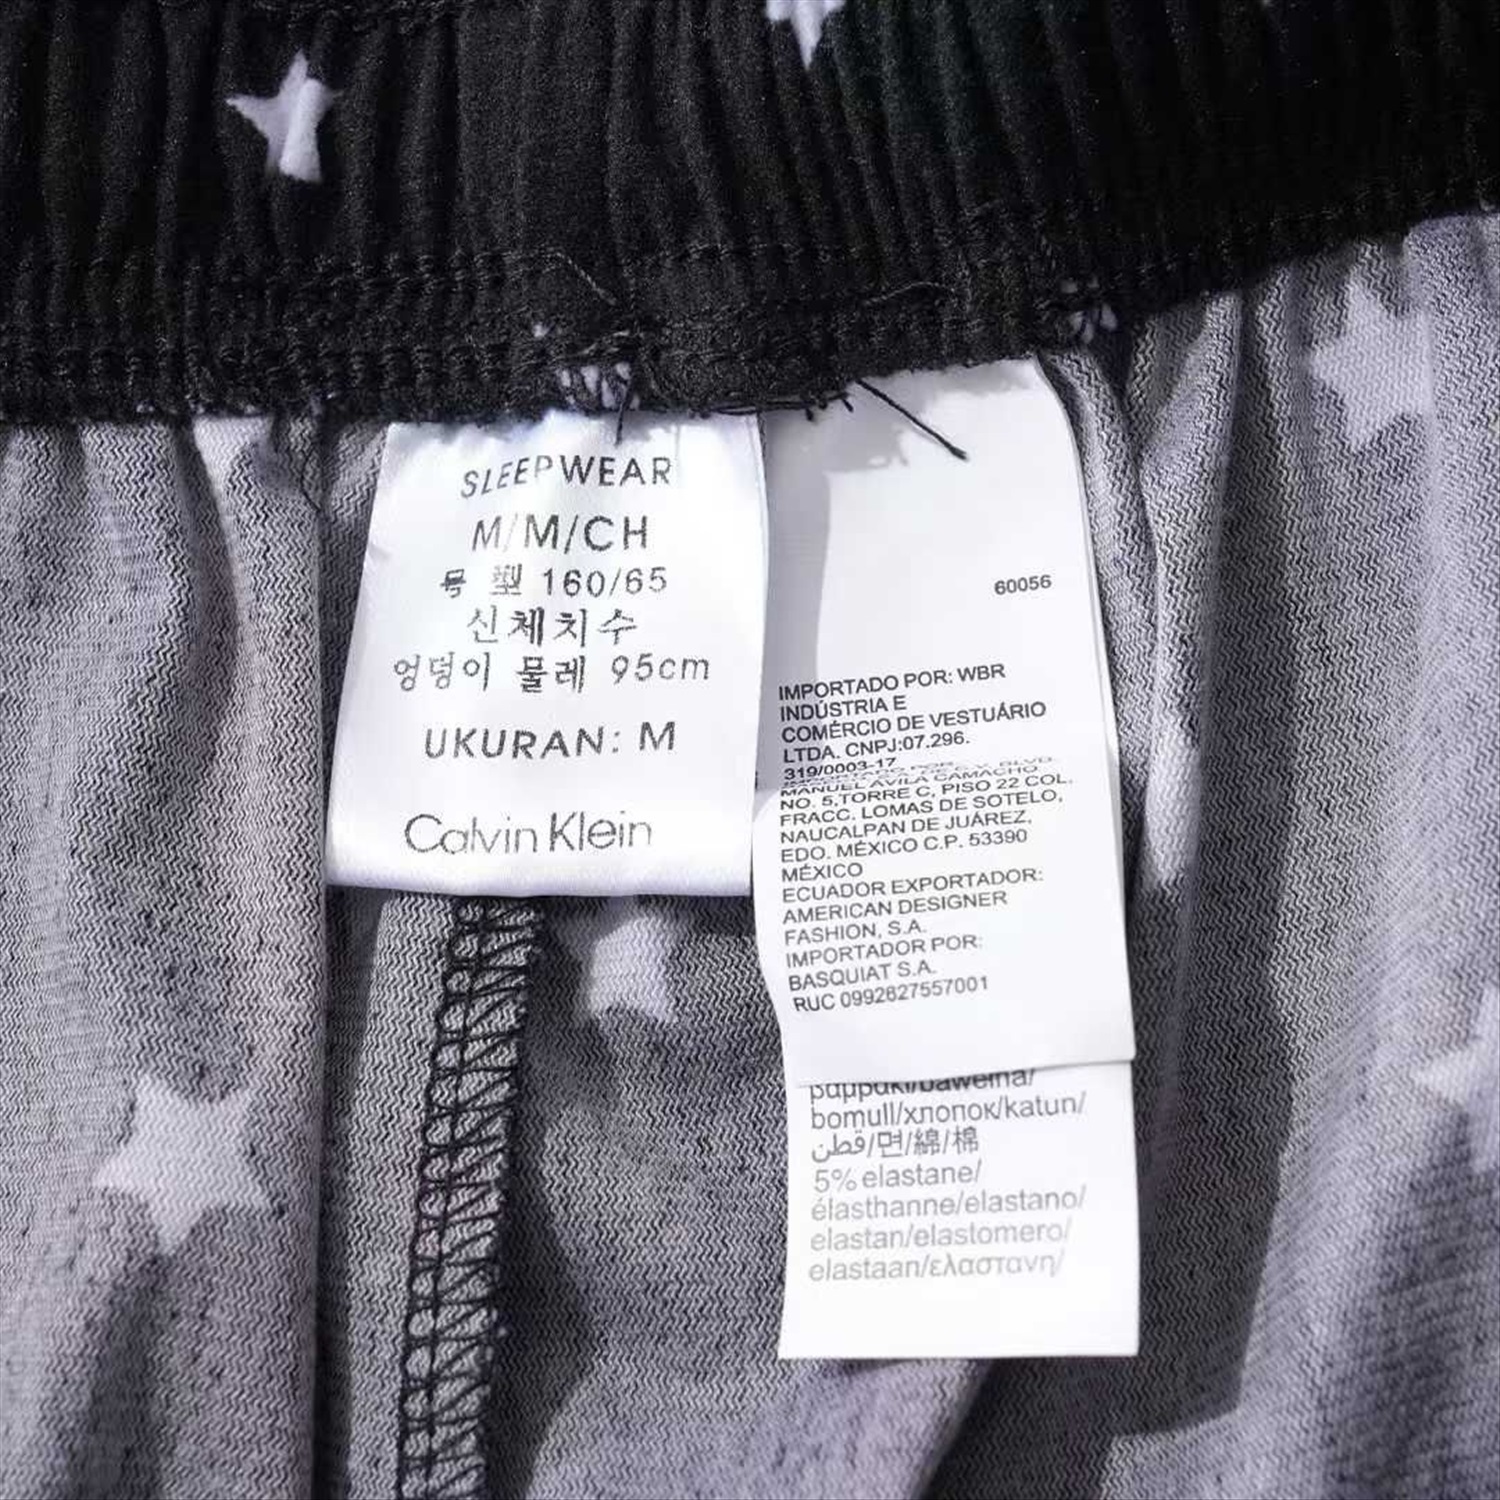 SLEEPWEAR
M/M/CH
号 型 160/65
신체치수
엉덩이 물레 95cm
UKURAN: M
Calvin Klein
60056
IMPORTADO POR: WBR
INDÚSTRIA E
COMÉRCIO DE VESTUÁRIO
LTDA. CNPJ:07.296.
319/0003-17
MANUEL AVILA CAMACHO
NO. 5,TORRE C, PISO 22 COL.
FRACC. LOMAS DE SOTELO,
NAUCALPAN DE JUÁREZ,
EDO. MÉXICO C.P. 53390
MÉXICO
ECUADOR EXPORTADOR:
AMERICAN DESIGNER
FASHION, S.A.
IMPORTADOR POR:
BASQUIAT S.A.
RUC 0992627557001
bomull/хлопок/katun/
قطن/면/綿/棉
5% elastane/
élasthanne/elastano/
elastan/elastomero/
elastaan/ελαστανη/